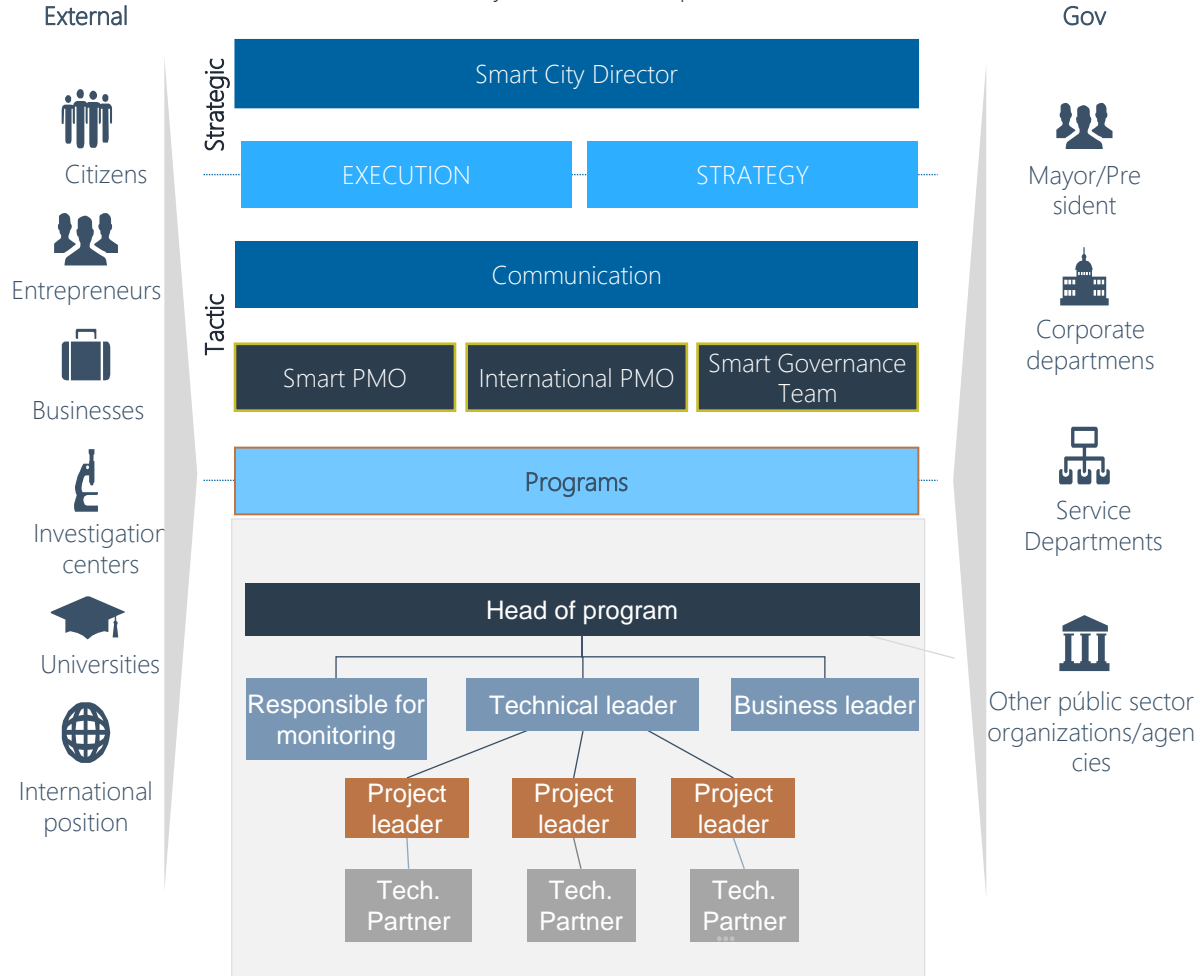 External
Gov
Strategic
Smart City Director
EXECUTION
STRATEGY
Tactic
Communication
Smart PMO
International PMO
Smart Governance
Team
Programs
Head of program
Responsible for
monitoring
Technical leader
Business leader
Project
leader
Project
leader
Project
leader
Tech.
Partner
Tech.
Partner
Tech.
Partner
...
Citizens
Entrepreneurs
Businesses
Investigation
centers
Universities
International
position
Mayor/Pre
sident
Corporate
departmens
Service
Departments
Other públic sector
organizations/agen
cies